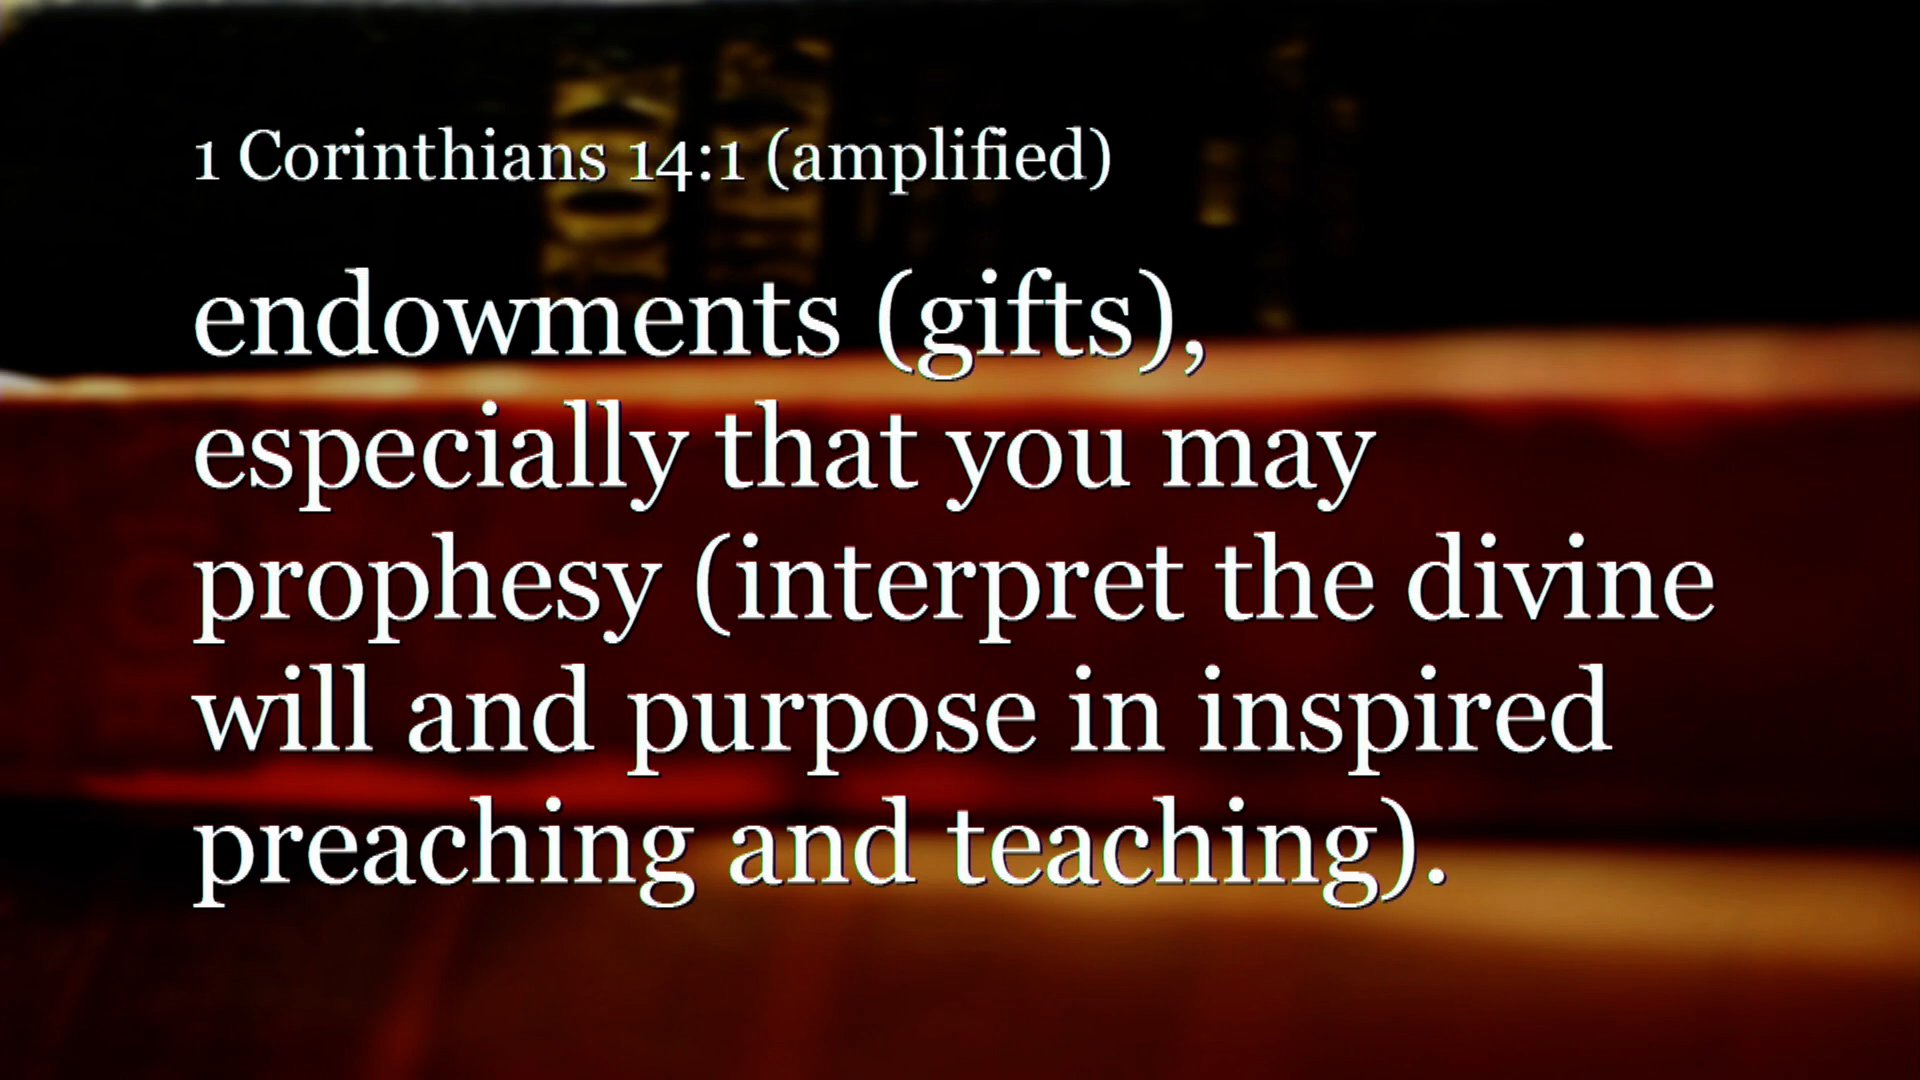 1 Corinthians 14:1 (amplified)
endowments (gifts),
especially that you may
prophesy (interpret the divine
will and purpose in inspired
preaching and teaching).